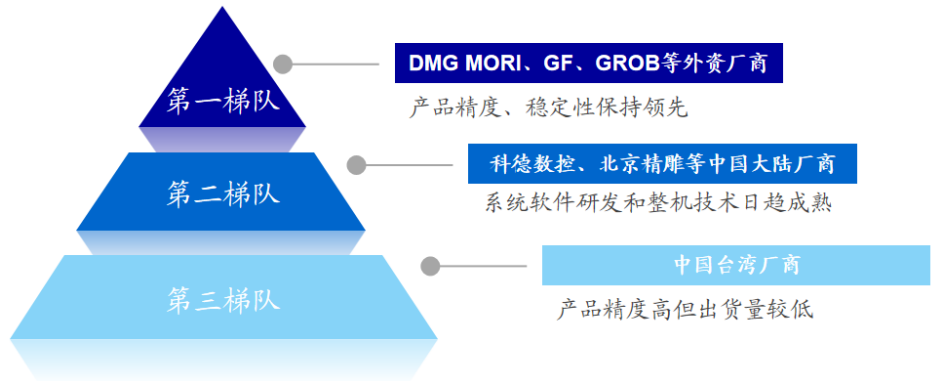 第一梯队
DMG MORI、GF、GROB等外资厂商
产品精度、稳定性保持领先
第二梯队
科德数控、北京精雕等中国大陆厂商
系统软件研发和整机技术日趋成熟
第三梯队
中国台湾厂商
产品精度高但出货量较低